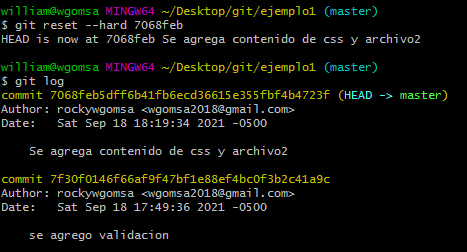 william@wgomsa MINGW64 ~/Desktop/git/ejemplo1 (master)
$ git reset --hard 7068feb
HEAD is now at 7068feb Se agrega contenido de css y archivo2
william@wgomsa MINGW64 ~/Desktop/git/ejemplo1 (master)
$ git log
commit 7068feb5dff6b41fb6ecd36615e355fbf4b4723f (HEAD -> master)
Author: rockywgomsa <wgomsa2018@gmail.com>
Date:   Sat Sep 18 18:19:34 2021 -0500
    Se agrega contenido de css y archivo2
commit 7f30f0146f66af9f47bf1e88ef4bc0f3b2c41a9c
Author: rockywgomsa <wgomsa2018@gmail.com>
Date:   Sat Sep 18 17:49:36 2021 -0500
    se agrego validacion